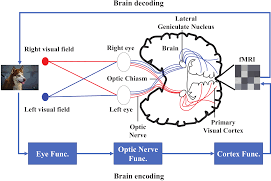 Brain decoding
Lateral
Geniculate Nucleus
Right visual field
Right eye
Brain
fMRI
Optic Chiasm
Left visual field
Left eye
Optic
Nerve
Primary
Visual Cortex
Eye Func.
Optic Nerve
Func.
Cortex Func.
Brain encoding